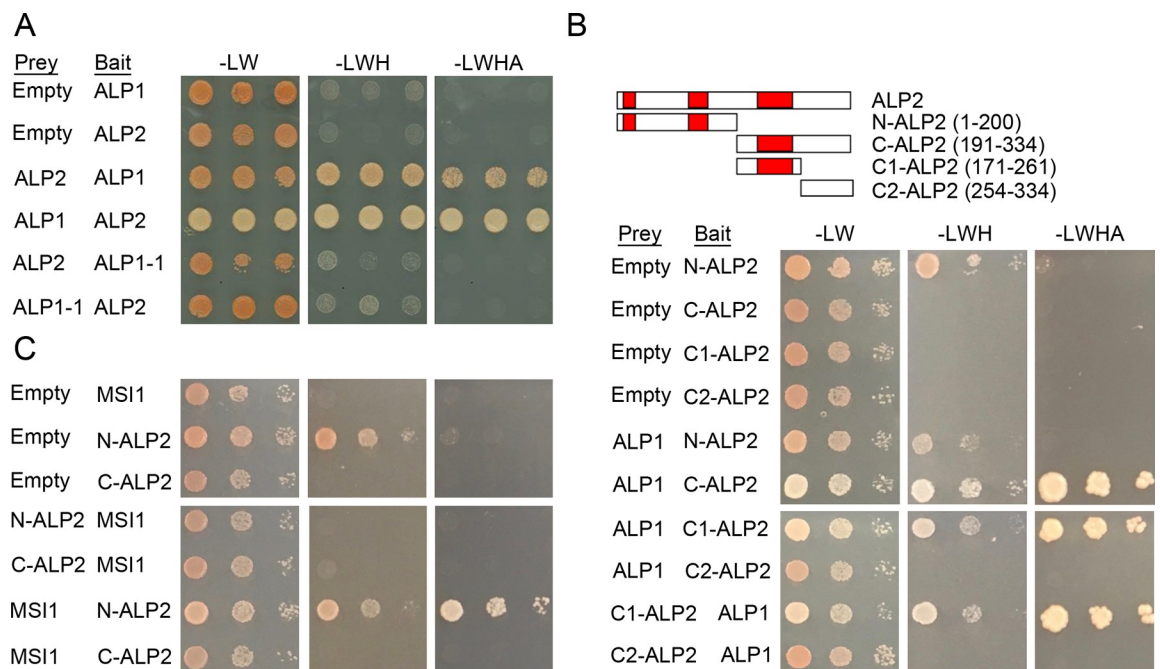 A
Prey Bait -LW -LWH -LWHA
Empty ALP1
Empty ALP2
ALP2 ALP1
ALP1 ALP2
ALP2 ALP1-1
ALP1-1 ALP2
B
ALP2
N-ALP2 (1-200)
C-ALP2 (191-334)
C1-ALP2 (171-261)
C2-ALP2 (254-334)
Prey Bait -LW -LWH -LWHA
Empty N-ALP2
Empty C-ALP2
Empty C1-ALP2
Empty C2-ALP2
ALP1 N-ALP2
ALP1 C-ALP2
ALP1 C1-ALP2
ALP1 C2-ALP2
C1-ALP2 ALP1
C2-ALP2 ALP1
C
Empty MSI1
Empty N-ALP2
Empty C-ALP2
N-ALP2 MSI1
C-ALP2 MSI1
MSI1 N-ALP2
MSI1 C-ALP2